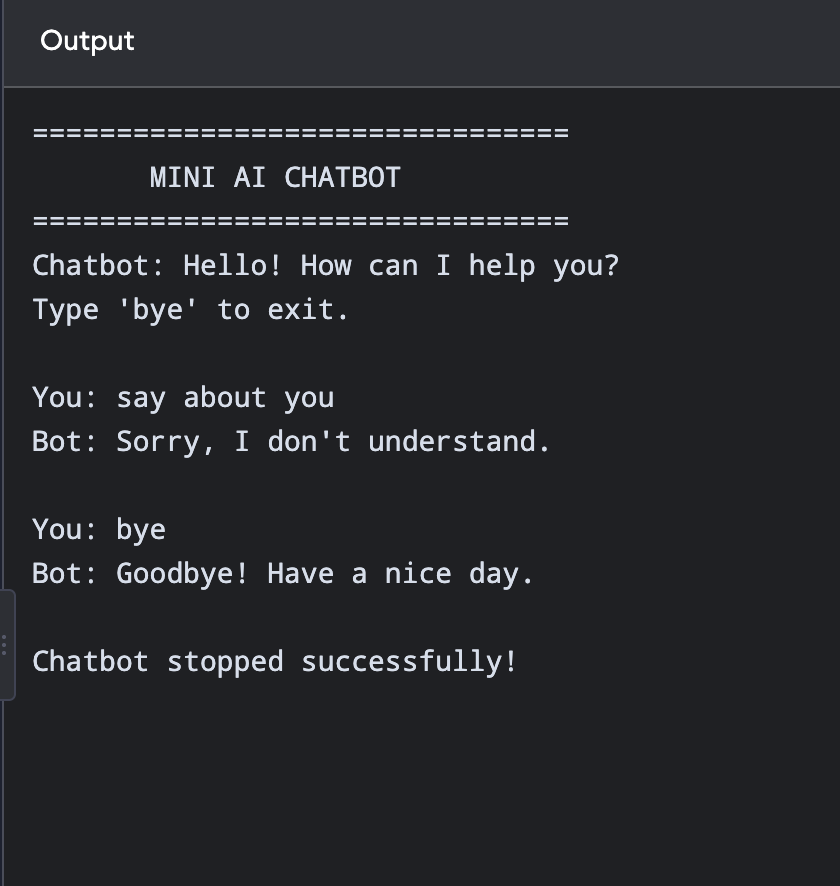 Output
================================
MINI AI CHATBOT
================================
Chatbot: Hello! How can I help you?
Type 'bye' to exit.
You: say about you
Bot: Sorry, I don't understand.
You: bye
Bot: Goodbye! Have a nice day.
Chatbot stopped successfully!